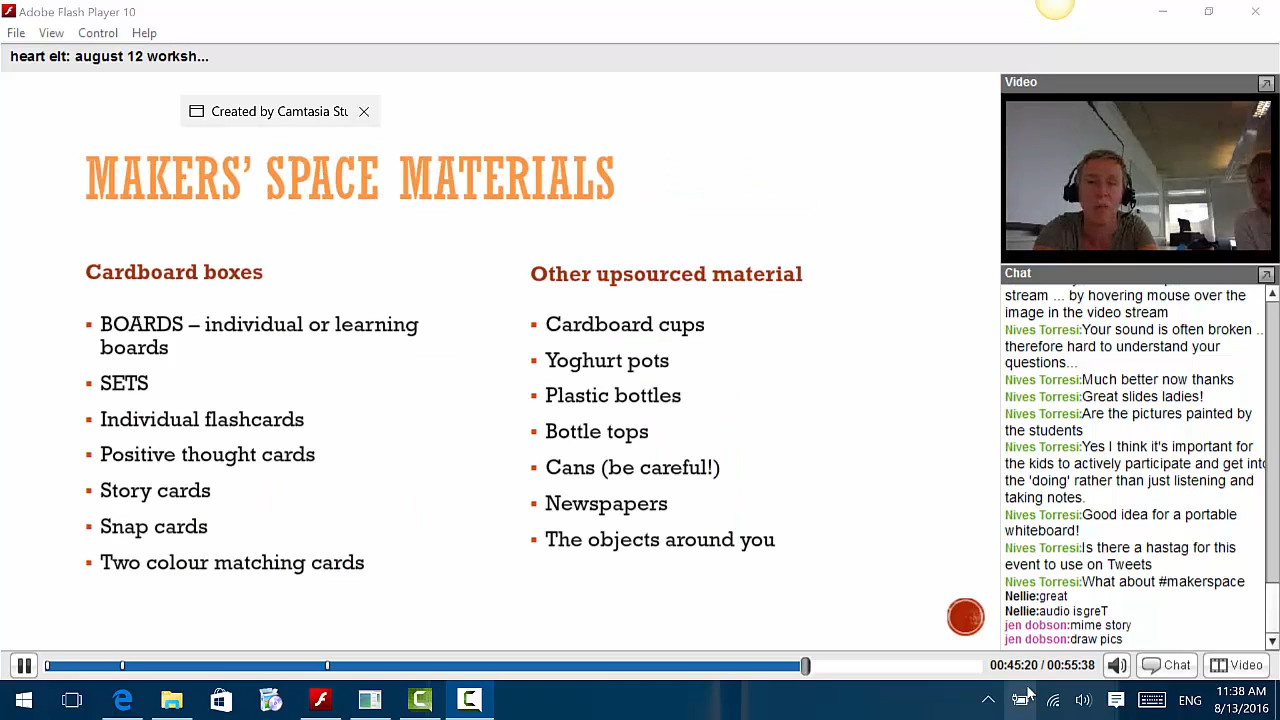 Adobe Flash Player 10
File View Control Help
heart elt: august 12 worksh...
Created by Camtasia Stu
MAKERS' SPACE MATERIALS
Cardboard boxes
BOARDS – individual or learning
boards
SETS
Individual flashcards
Positive thought cards
Story cards
Snap cards
Two colour matching cards
Other upsourced material
Cardboard cups
Yoghurt pots
Plastic bottles
Bottle tops
Cans (be careful!)
Newspapers
The objects around you
Video
Chat
stream ... by hovering mouse over the
image in the video stream
Nives Torresi:Your sound is often broken ..
therefore hard to understand your
questions...
Nives Torresi:Much better now thanks
Nives Torresi:Great slides ladies!
Nives Torresi:Are the pictures painted by
the students
Nives Torresi:Yes I think it's important for
the kids to actively participate and get into
the 'doing' rather than just listening and
taking notes.
Nives Torresi:Good idea for a portable
whiteboard!
Nives Torresi:Is there a hastag for this
event to use on Tweets
Nives Torresi:What about #makerspace
Nellie:great
Nellie:audio isgreT
jen dobson:mime story
jen dobson:draw pics
00:45:20 / 00:55:38
Chat
Video
ENG
11:38 AM
8/13/2016